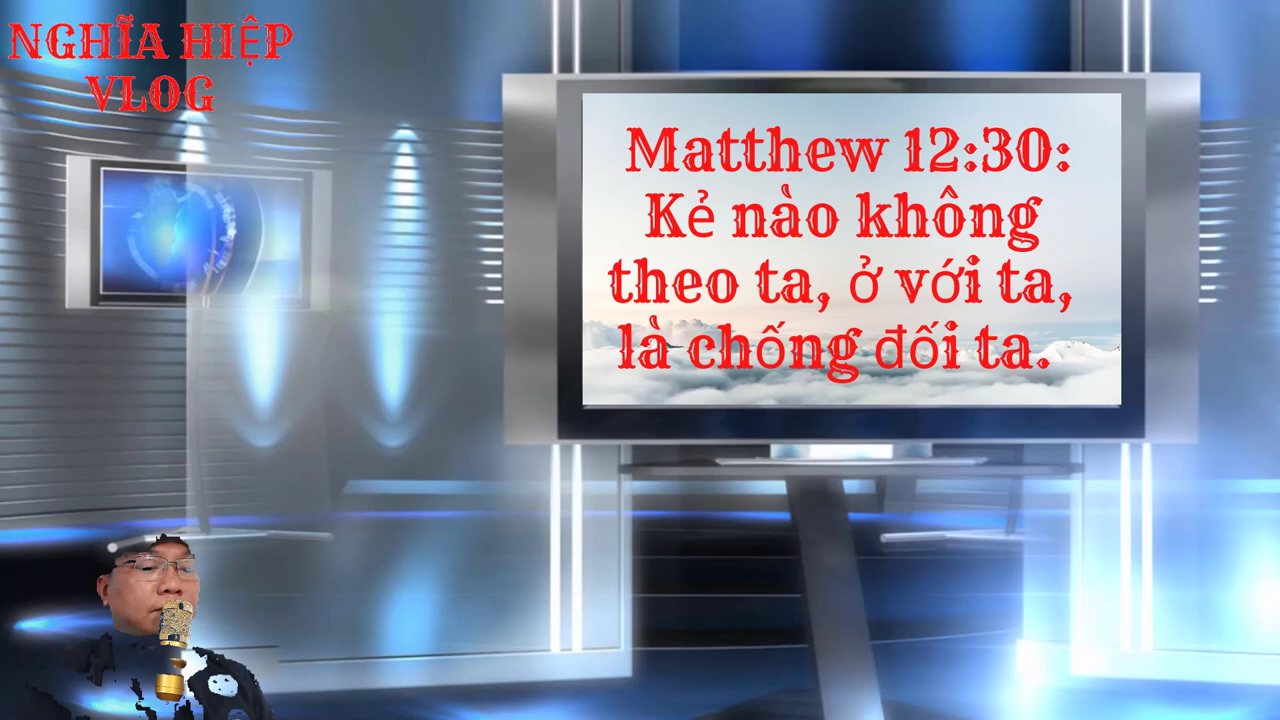 NGHĨA HIỆP
VLOG
Matthew 12:30:
Kẻ nào không
theo ta, ở với ta,
là chống đối ta.